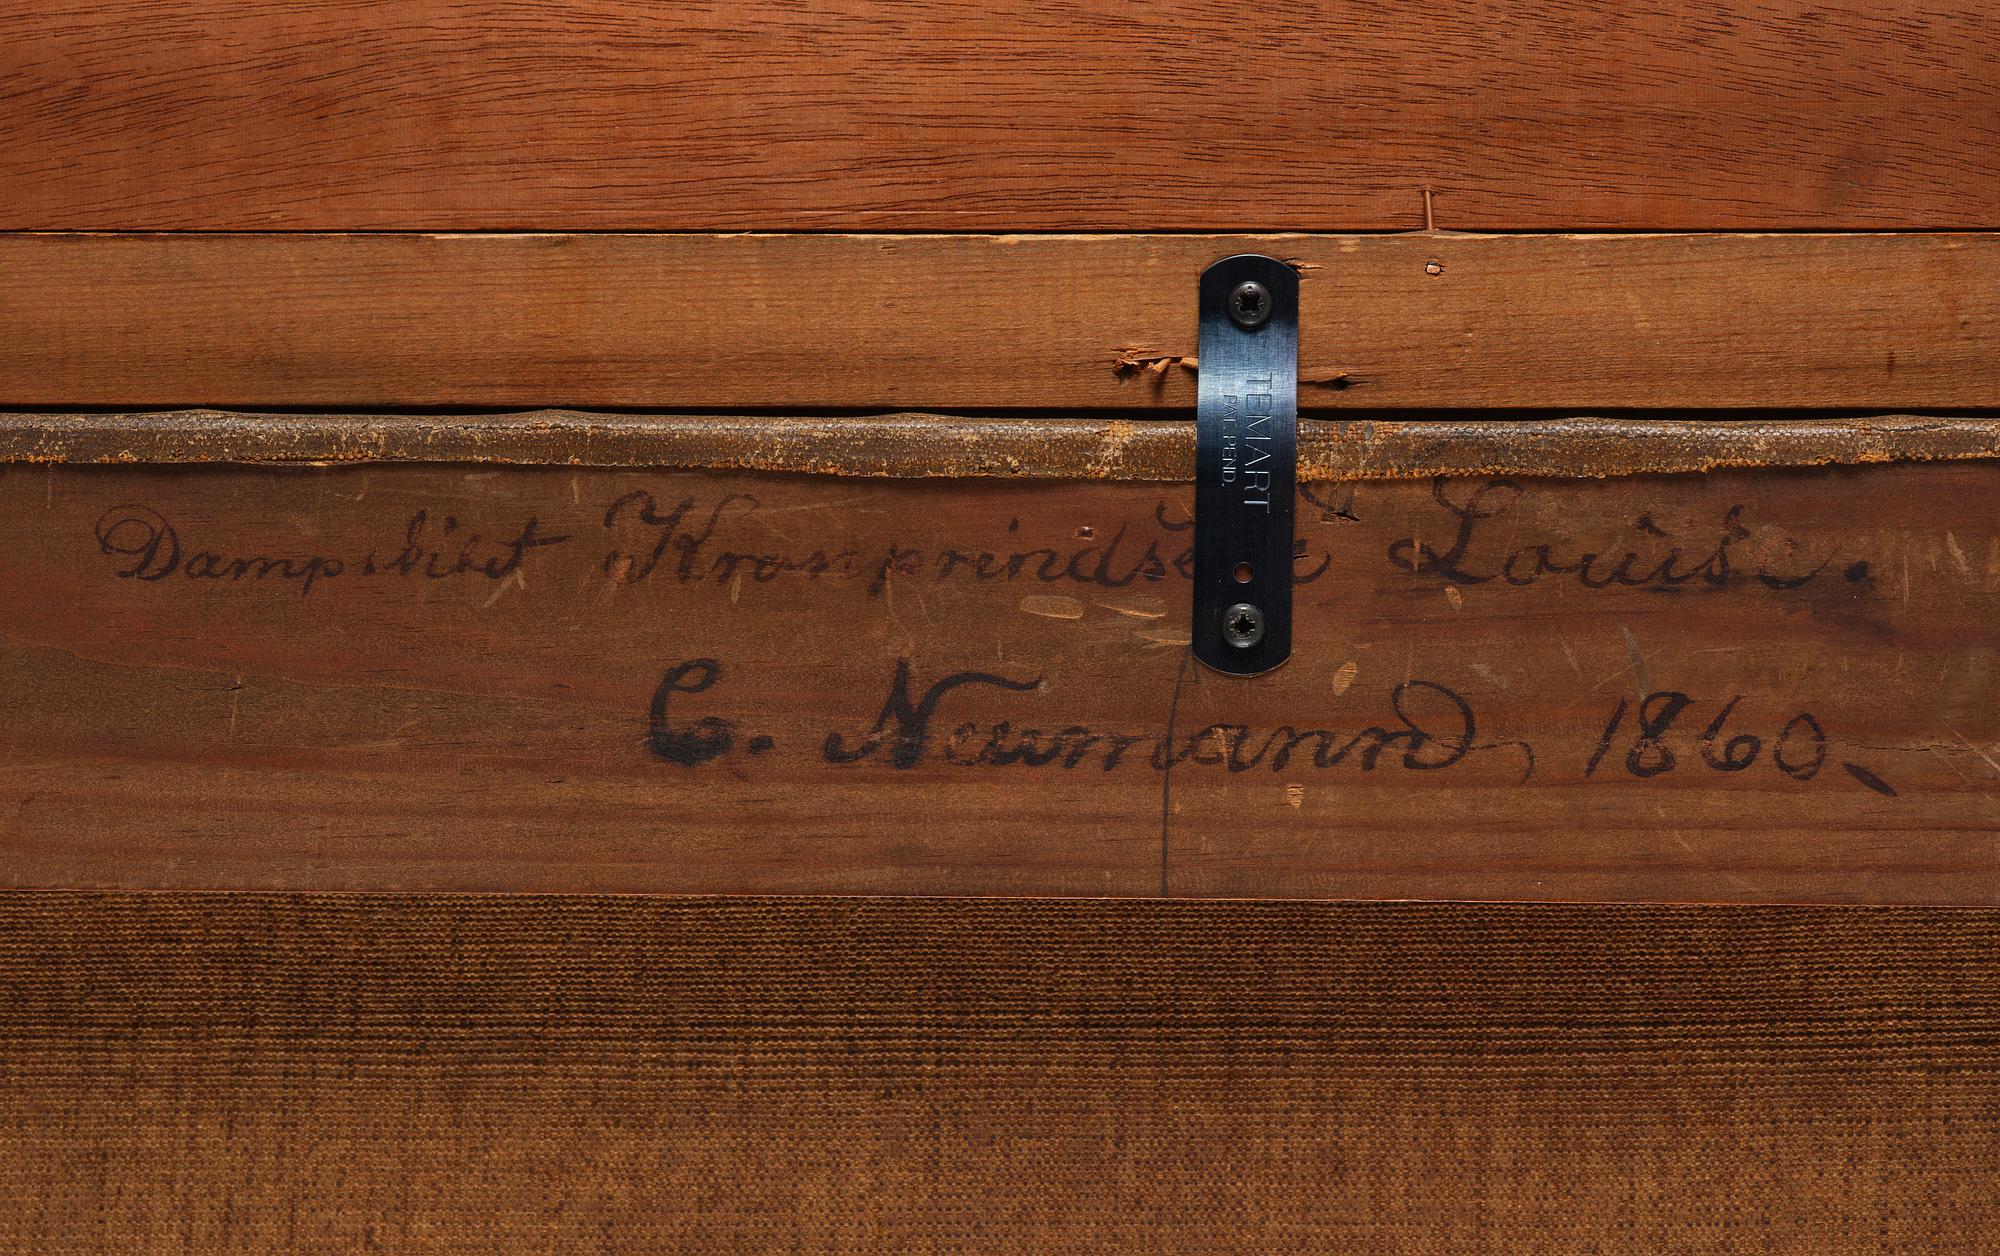 TEMART
PAT. PEND.
Dampskibet Kronprindsesse Louise.
C. Neumann, 1860